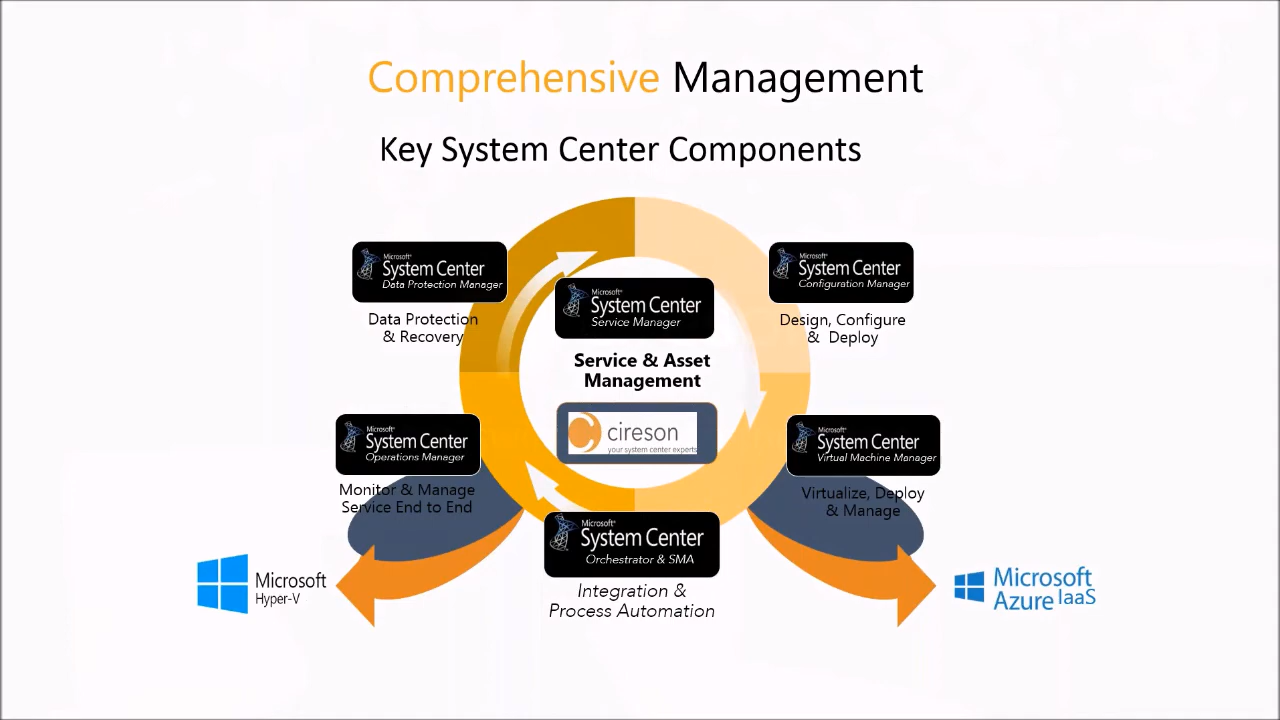 Comprehensive Management
Key System Center Components
Microsoft®
System Center
Data Protection Manager
Data Protection
& Recovery
Microsoft®
System Center
Service Manager
Service & Asset
Management
cireson
your system center experts
Microsoft®
System Center
Configuration Manager
Design, Configure
& Deploy
Microsoft®
System Center
Operations Manager
Monitor & Manage
Service End to End
Microsoft®
System Center
Virtual Machine Manager
Virtualize, Deploy
& Manage
Microsoft®
System Center
Orchestrator & SMA
Integration &
Process Automation
Microsoft
Hyper-V
Microsoft
Azure IaaS